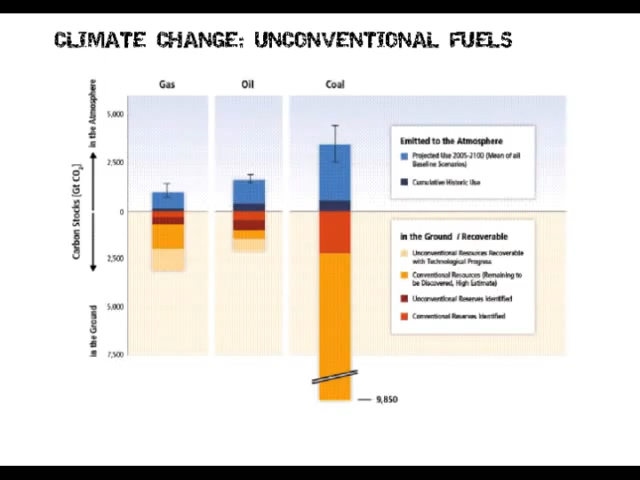 CLIMATE CHANGE: UNCONVENTIONAL FUELS
Gas
Oil
Coal
in the Atmosphere
Carbon Stocks [Gt CO2]
in the Ground
5,000
2,500
0
2,500
5,000
7,500
Emitted to the Atmosphere
Projected Use 2005-2100 (Mean of all
Baseline Scenarios)
Cumulative Historic Use
in the Ground / Recoverable
Unconventional Resources Recoverable
with Technological Progress
Conventional Resources (Remaining to
be Discovered, High Estimate)
Unconventional Reserves Identified
Conventional Reserves Identified
9,850